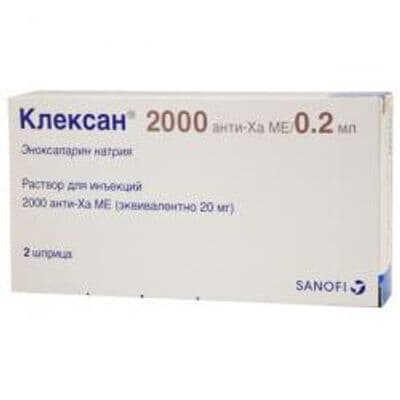 Клексан® 2000 анти-Ха МЕ/0.2 мл
Эноксапарин натрия
Раствор для инъекций
2000 анти-Ха МЕ (эквивалентно 20 мг)
2 шприца
SANOFI